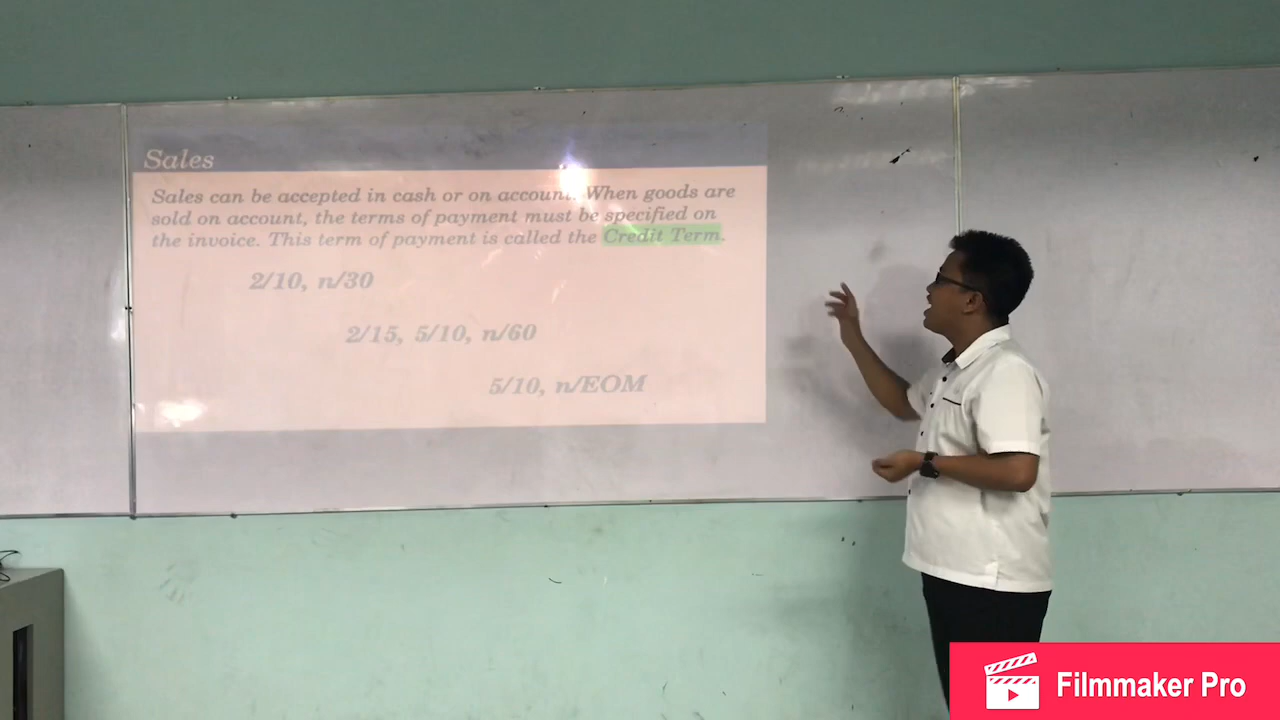 Sales
Sales can be accepted in cash or on account. When goods are
sold on account, the terms of payment must be specified on
the invoice. This term of payment is called the Credit Term.
2/10, n/30
2/15, 5/10, n/60
5/10, n/EOM
Filmmaker Pro